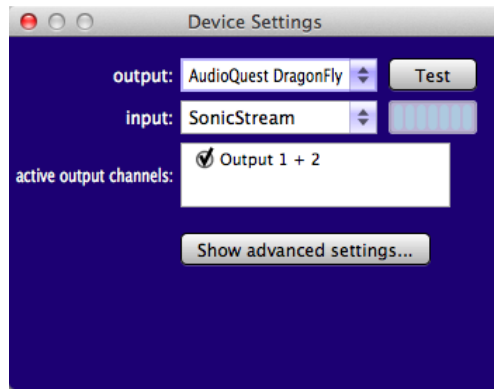 Device Settings
output: AudioQuest DragonFly Test
input: SonicStream
active output channels: Output 1 + 2
Show advanced settings...